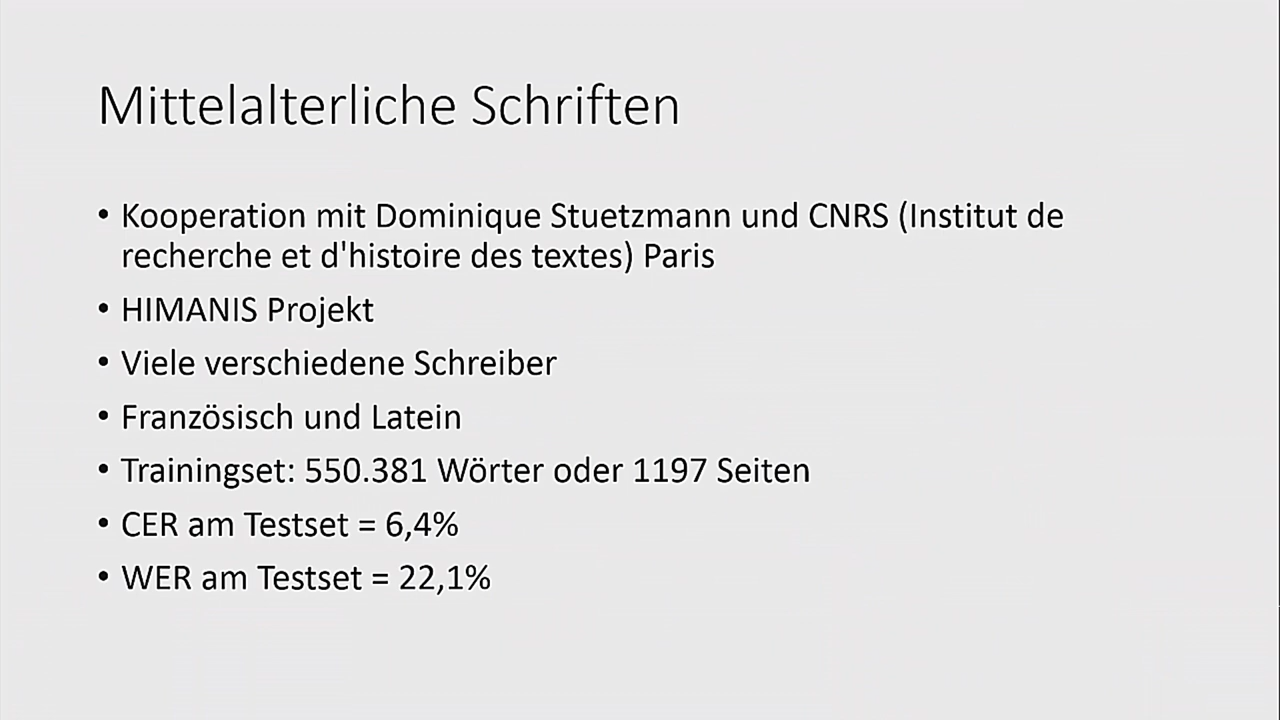 Mittelalterliche Schriften
• Kooperation mit Dominique Stuetzmann und CNRS (Institut de
recherche et d'histoire des textes) Paris
• HIMANIS Projekt
• Viele verschiedene Schreiber
• Französisch und Latein
• Trainingset: 550.381 Wörter oder 1197 Seiten
• CER am Testset = 6,4%
• WER am Testset = 22,1%